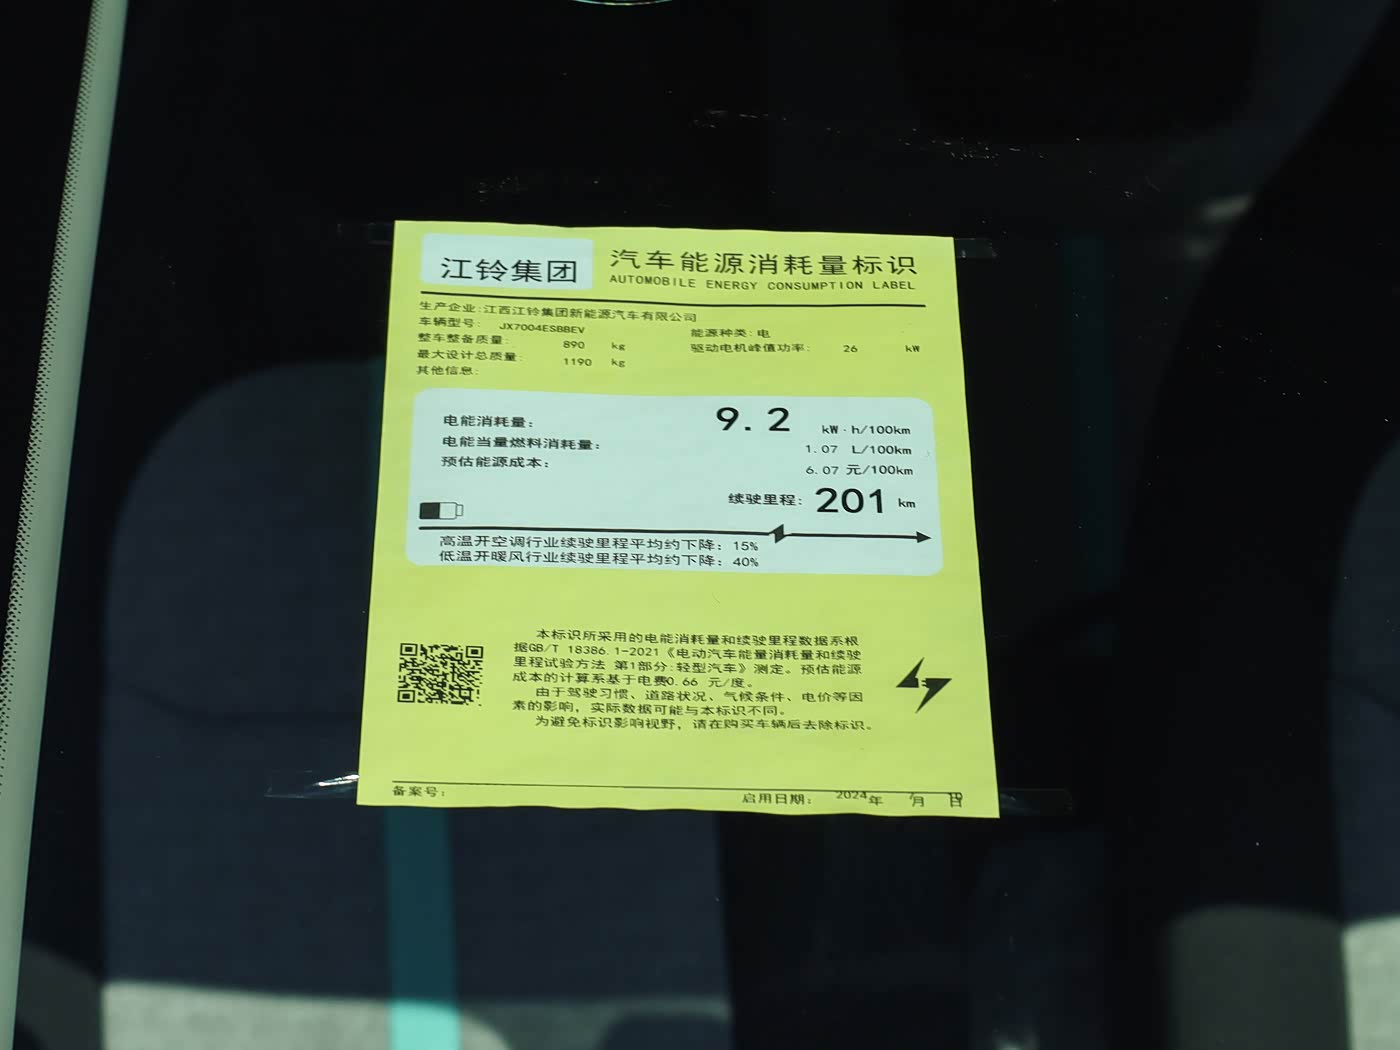 江铃集团
汽车能源消耗量标识
AUTOMOBILE ENERGY CONSUMPTION LABEL
生产企业:江西江铃集团新能源汽车有限公司
车辆型号: JX7004ESBBEV 能源种类:电
整车整备质量: 890 kg 驱动电机峰值功率: 26 kW
最大设计总质量: 1190 kg
其他信息:
电能消耗量: 9.2 kW·h/100km
电能当量燃料消耗量: 1.07 L/100km
预估能源成本: 6.07 元/100km
续驶里程: 201 km
高温开空调行业续驶里程平均约下降: 15%
低温开暖风行业续驶里程平均约下降: 40%
本标识所采用的电能消耗量和续驶里程数据系根
据GB/T 18386.1-2021《电动汽车能量消耗量和续驶
里程试验方法 第1部分:轻型汽车》测定。预估能源
成本的计算系基于电费0.66 元/度。
由于驾驶习惯、道路状况、气候条件、电价等因
素的影响，实际数据可能与本标识不同。
为避免标识影响视野，请在购买车辆后去除标识。
备案号: 启用日期: 2024年 7月 10日